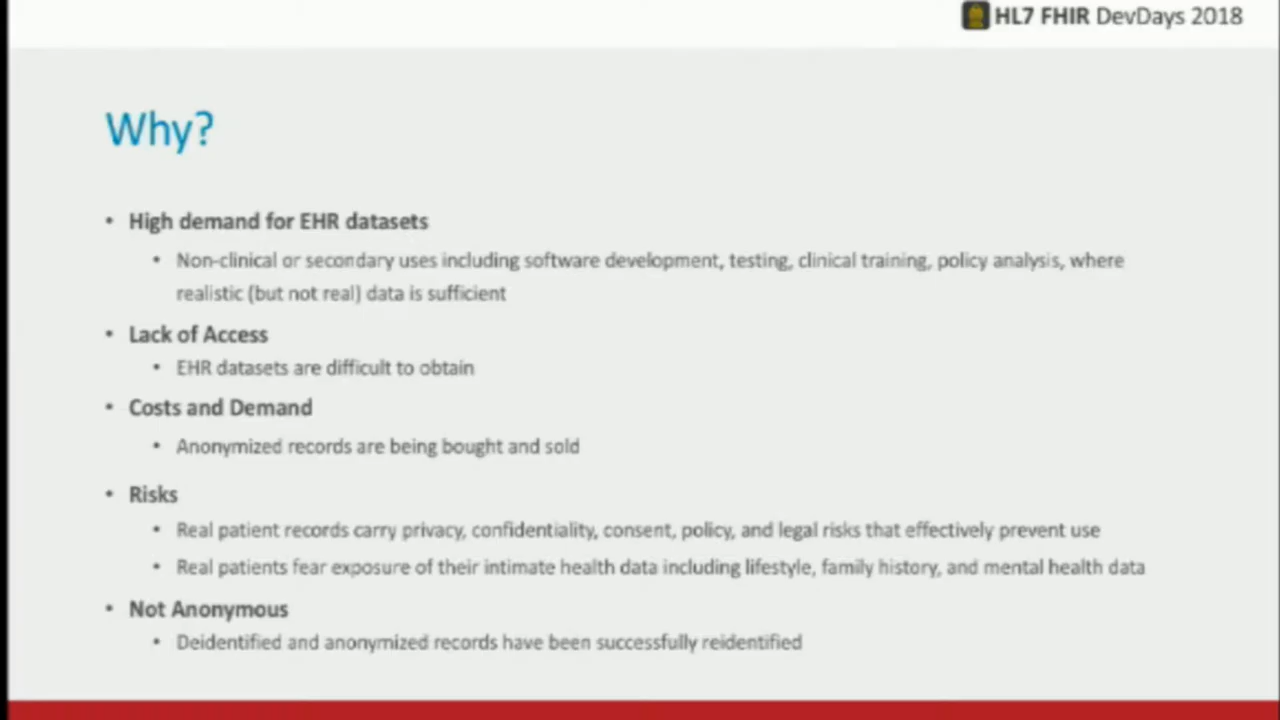 HL7 FHIR DevDays 2018
Why?
• High demand for EHR datasets
• Non-clinical or secondary uses including software development, testing, clinical training, policy analysis, where
realistic (but not real) data is sufficient
• Lack of Access
• EHR datasets are difficult to obtain
• Costs and Demand
• Anonymized records are being bought and sold
• Risks
• Real patient records carry privacy, confidentiality, consent, policy, and legal risks that effectively prevent use
• Real patients fear exposure of their intimate health data including lifestyle, family history, and mental health data
• Not Anonymous
• Deidentified and anonymized records have been successfully reidentified